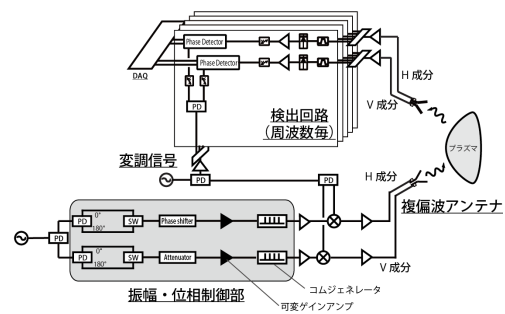 Phase Detector
Phase Detector
DAQ
PD
検出回路
(周波数毎)
H 成分
V 成分
プラズマ
変調信号
PD
PD
H 成分
複偏波アンテナ
V 成分
PD
PD
0°
180°
SW
Phase shifter
PD
0°
180°
SW
Attenuator
振幅・位相制御部
コムジェネレータ
可変ゲインアンプ